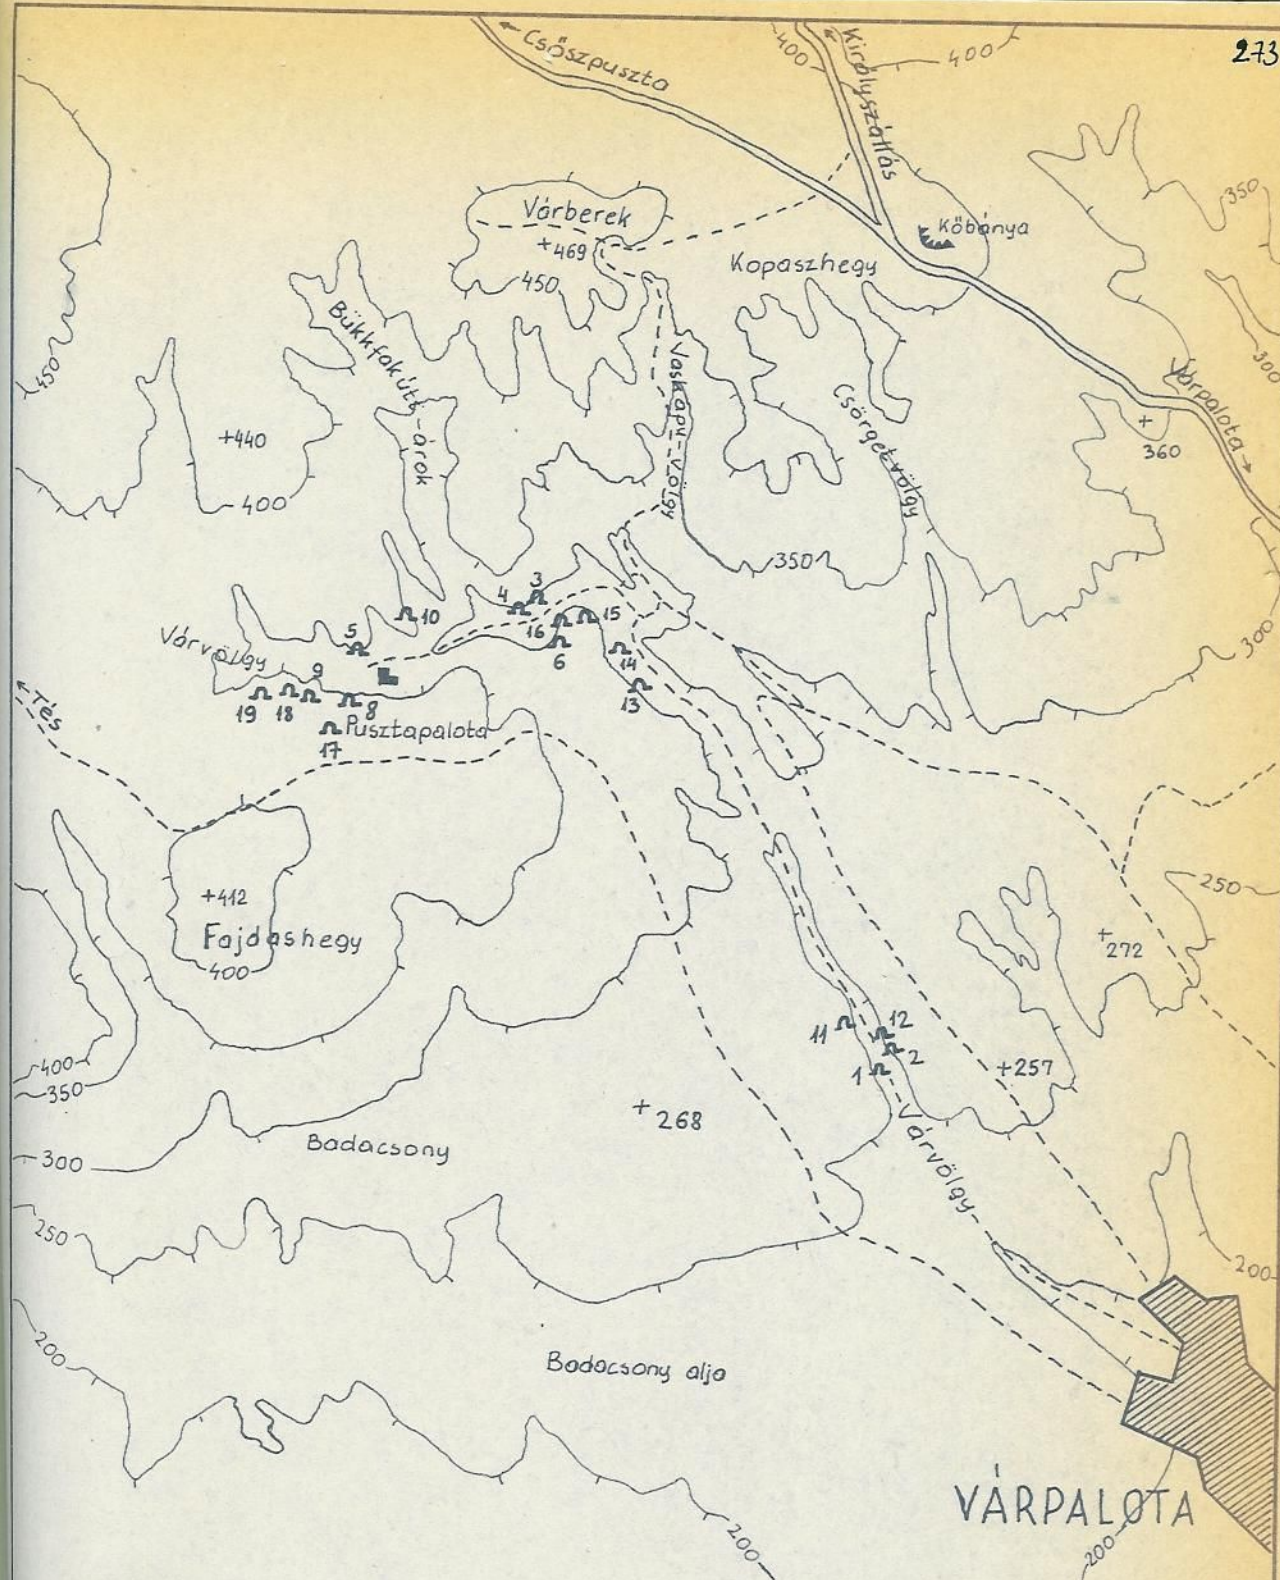 273
← Csőszpuszta
400
← Királyszállás
400
350
Várberek
+469
450
Kőbánya
Kopaszhegy
Bükkfakúti-árok
Vaskapu-völgy
Csörget völgy
450
300
Várpalota →
+440
+
360
400
350
3
4
10
15
5
16
6
300
Várvölgy
9
14
19
18
8
13
← Tés
Pusztapalota
17
+412
250
Fajdashegy
+
272
400
12
11
2
400
1
+257
350
+
268
Várvölgy
Badacsony
300
250
200
200
Badacsony alja
VÁRPALOTA
200
200